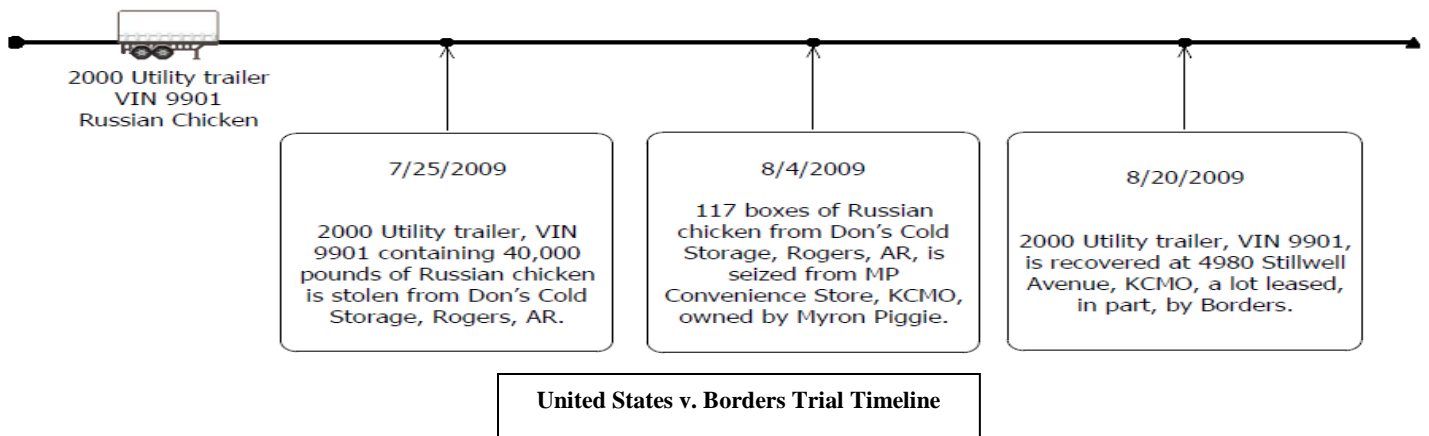 2000 Utility trailer
VIN 9901
Russian Chicken
7/25/2009
2000 Utility trailer, VIN
9901 containing 40,000
pounds of Russian chicken
is stolen from Don's Cold
Storage, Rogers, AR.
8/4/2009
117 boxes of Russian
chicken from Don's Cold
Storage, Rogers, AR, is
seized from MP
Convenience Store, KCMO,
owned by Myron Piggie.
8/20/2009
2000 Utility trailer, VIN 9901,
is recovered at 4980 Stillwell
Avenue, KCMO, a lot leased,
in part, by Borders.
United States v. Borders Trial Timeline